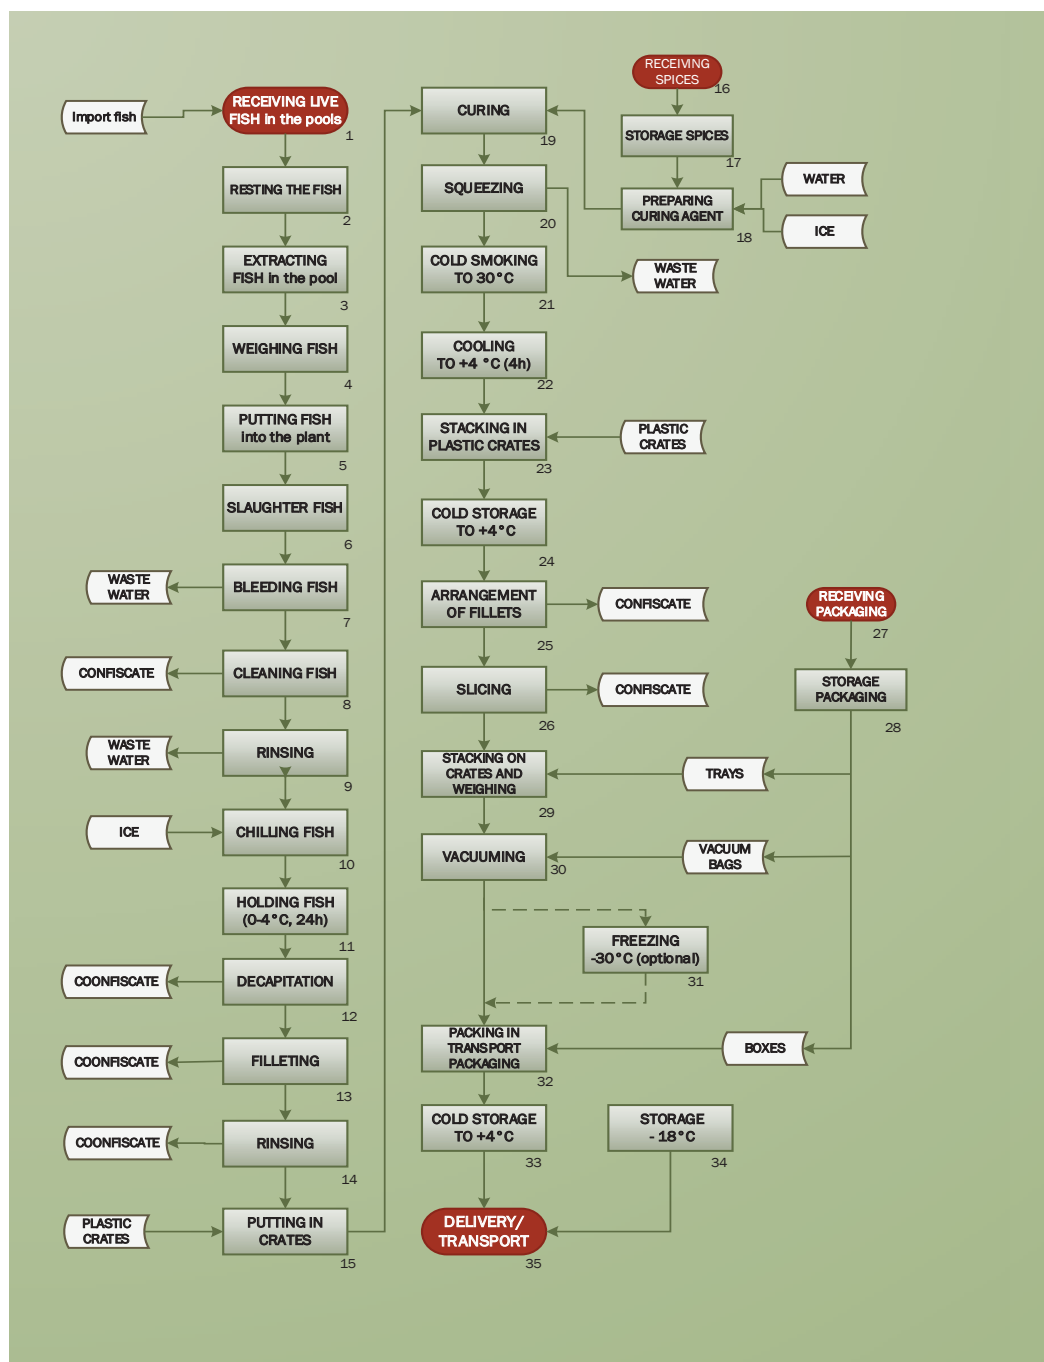 Import fish
RECEIVING LIVE
FISH in the pools
1
RESTING THE FISH
2
EXTRACTING
FISH in the pool
3
WEIGHING FISH
4
PUTTING FISH
into the plant
5
SLAUGHTER FISH
6
WASTE
WATER
BLEEDING FISH
7
CONFISCATE
CLEANING FISH
8
WASTE
WATER
RINSING
9
ICE
CHILLING FISH
10
HOLDING FISH
(0-4°C, 24h)
11
COONFISCATE
DECAPITATION
12
COONFISCATE
FILLETING
13
COONFISCATE
RINSING
14
PLASTIC
CRATES
PUTTING IN
CRATES
15
RECEIVING
SPICES
16
STORAGE SPICES
17
PREPARING
CURING AGENT
18
WATER
ICE
CURING
19
SQUEEZING
20
WASTE
WATER
COLD SMOKING
TO 30°C
21
COOLING
TO +4 °C (4h)
22
STACKING IN
PLASTIC CRATES
23
PLASTIC
CRATES
COLD STORAGE
TO +4°C
24
ARRANGEMENT
OF FILLETS
25
CONFISCATE
SLICING
26
CONFISCATE
RECEIVING
PACKAGING
27
STORAGE
PACKAGING
28
STACKING ON
CRATES AND
WEIGHING
29
TRAYS
VACUUMING
30
VACUUM
BAGS
FREEZING
-30°C (optional)
31
PACKING IN
TRANSPORT
PACKAGING
32
BOXES
COLD STORAGE
TO +4°C
33
STORAGE
- 18°C
34
DELIVERY/
TRANSPORT
35